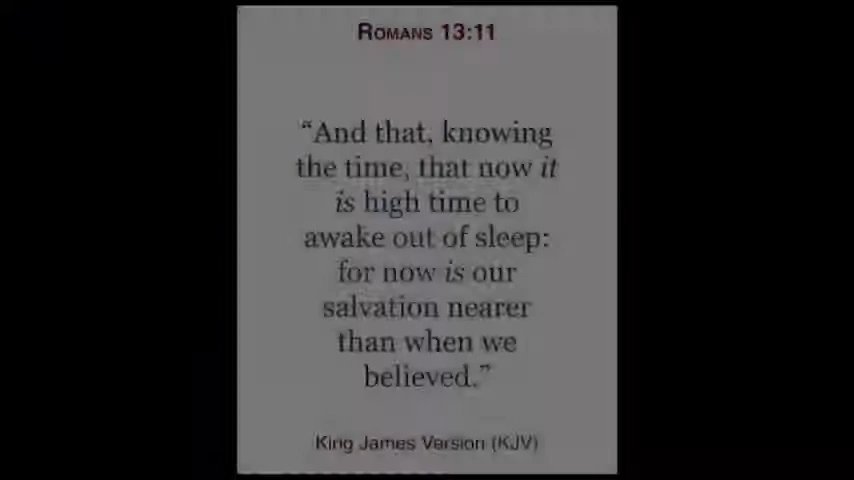 ROMANS 13:11
“And that, knowing
the time, that now it
is high time to
awake out of sleep:
for now is our
salvation nearer
than when we
believed.”
King James Version (KJV)